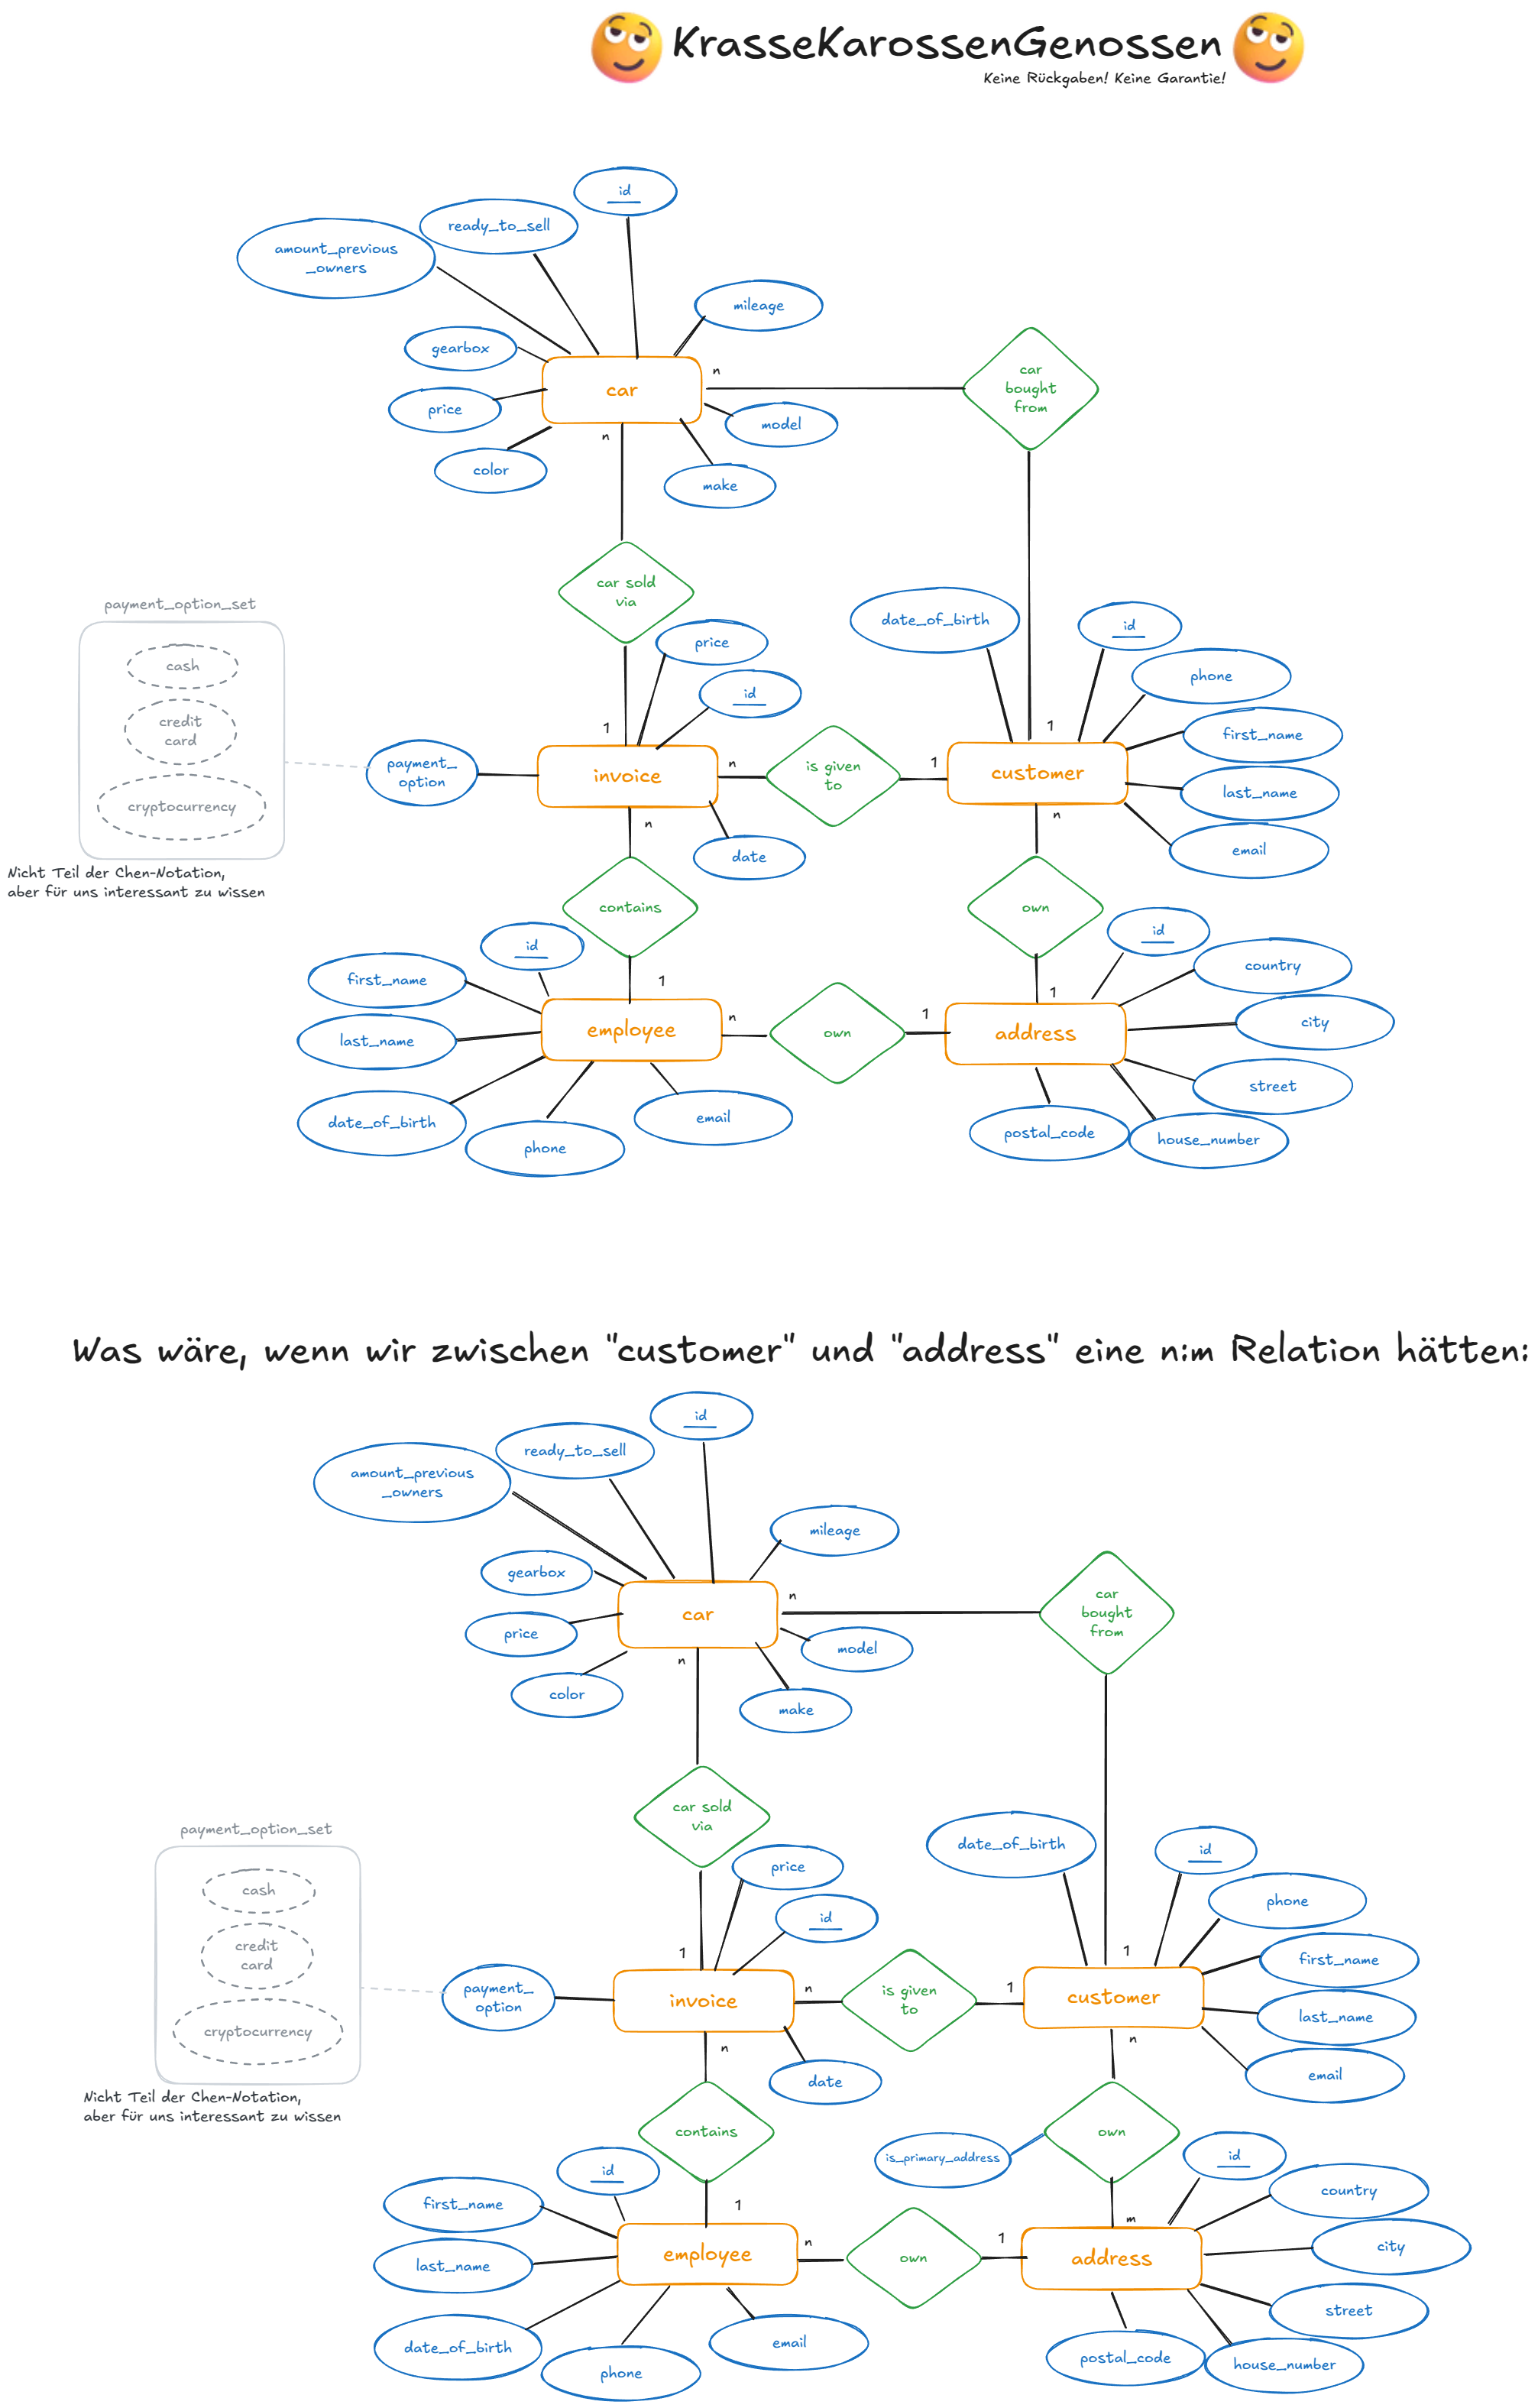 KrasseKarossenGenossen
Keine Rückgaben! Keine Garantie!
id
ready_to_sell
amount_previous
_owners
mileage
gearbox
car
n
car
bought
from
price
model
n
color
make
car sold
via
payment_option_set
cash
credit
card
cryptocurrency
Nicht Teil der Chen-Notation,
aber für uns interessant zu wissen
price
id
date_of_birth
id
phone
first_name
1
1
payment_
option
invoice
n
is given
to
1
customer
last_name
n
date
n
email
contains
own
id
id
country
first_name
1
1
city
last_name
employee
n
own
1
address
street
date_of_birth
email
postal_code
house_number
phone
Was wäre, wenn wir zwischen "customer" und "address" eine n:m Relation hätten:
id
ready_to_sell
amount_previous
_owners
mileage
gearbox
car
n
car
bought
from
price
model
n
color
make
car sold
via
payment_option_set
cash
credit
card
cryptocurrency
Nicht Teil der Chen-Notation,
aber für uns interessant zu wissen
price
id
date_of_birth
id
phone
first_name
1
1
payment_
option
invoice
n
is given
to
1
customer
last_name
n
date
n
email
contains
own
is_primary_address
id
id
country
first_name
1
m
city
last_name
employee
n
own
1
address
street
date_of_birth
email
postal_code
house_number
phone